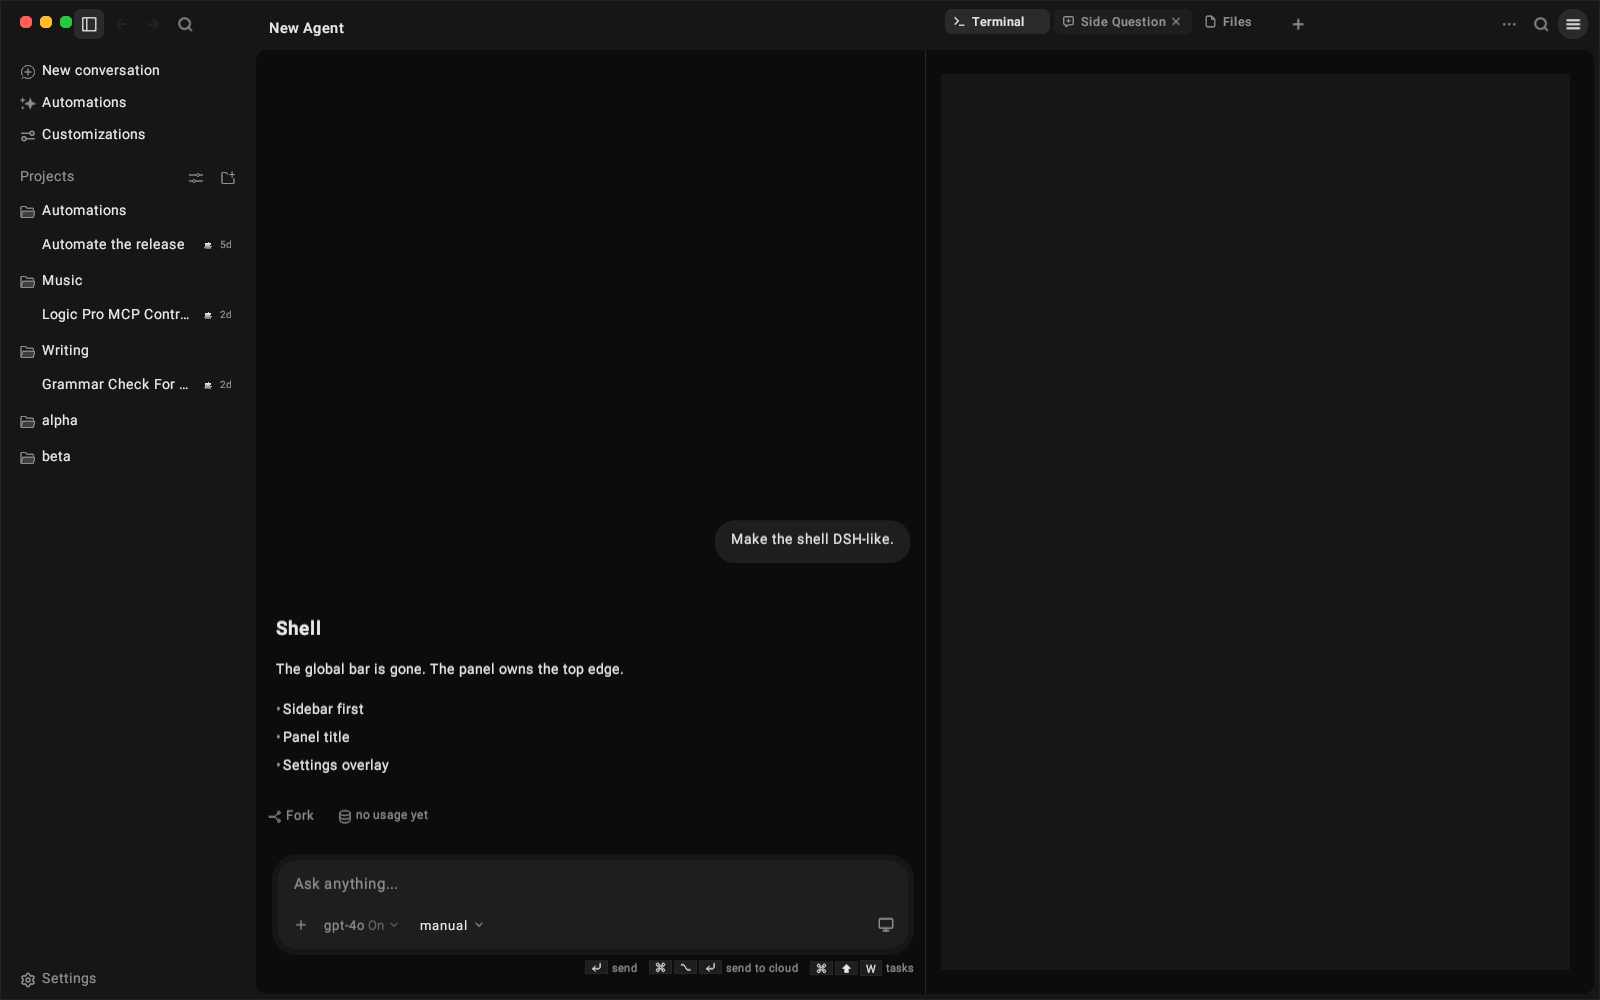 New Agent
Terminal
Side Question
Files
New conversation
Automations
Customizations
Projects
Automations
Automate the release 5d
Music
Logic Pro MCP Contr... 2d
Writing
Grammar Check For ... 2d
alpha
beta
Settings
Make the shell DSH-like.
Shell
The global bar is gone. The panel owns the top edge.
• Sidebar first
• Panel title
• Settings overlay
Fork
no usage yet
Ask anything...
gpt-4o On
manual
send
send to cloud
W tasks